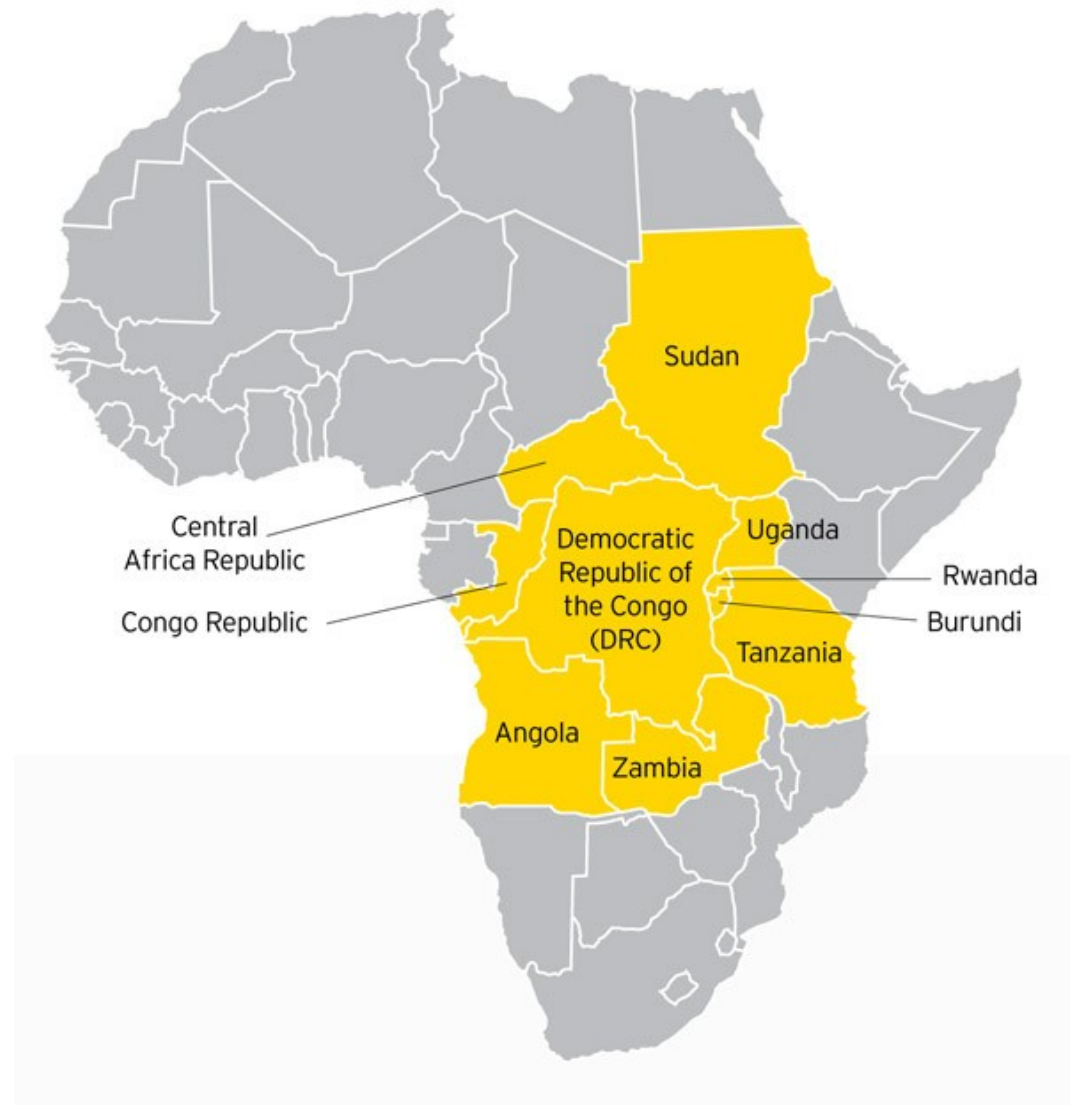 Sudan
Central
Africa Republic
Democratic
Republic of
the Congo
(DRC)
Uganda
Rwanda
Congo Republic
Burundi
Tanzania
Angola
Zambia